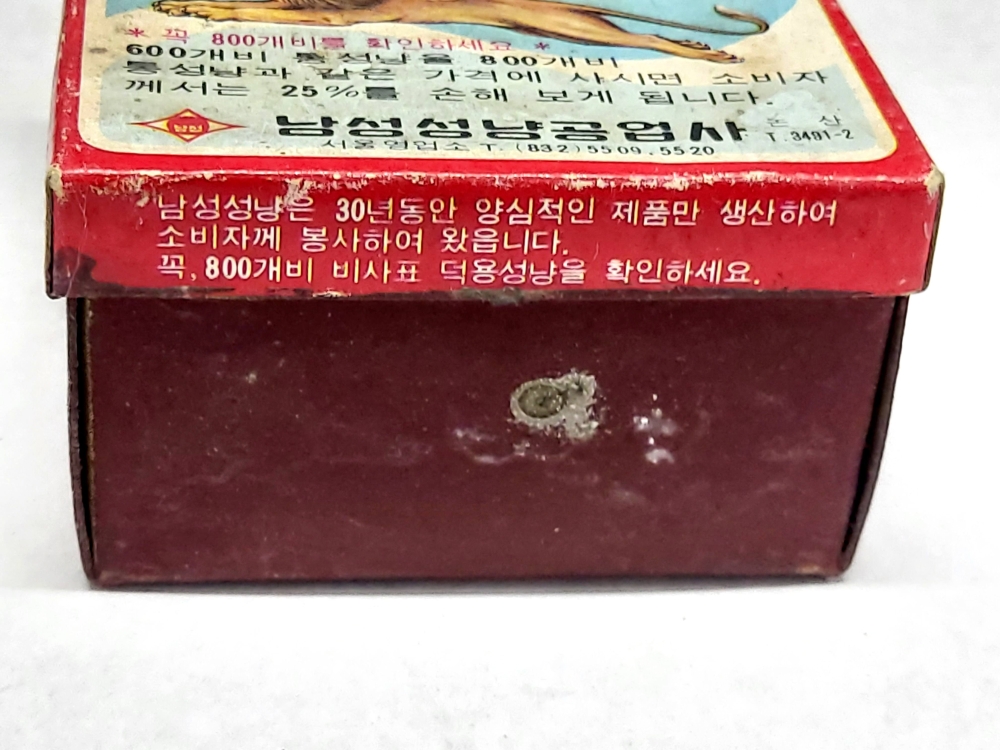 * 꼭 800개비를 확인하세요 *
600개비 통성냥을 800개비
통성냥과 같은 가격에 사시면 소비자
께서는 25%를 손해 보게 됩니다.
남성성냥공업사 논산 T. 3491-2
서울영업소 T. (832) 5509. 5520
남성성냥은 30년동안 양심적인 제품만 생산하여
소비자께 봉사하여 왔읍니다.
꼭, 800개비 비사표 덕용성냥을 확인하세요.